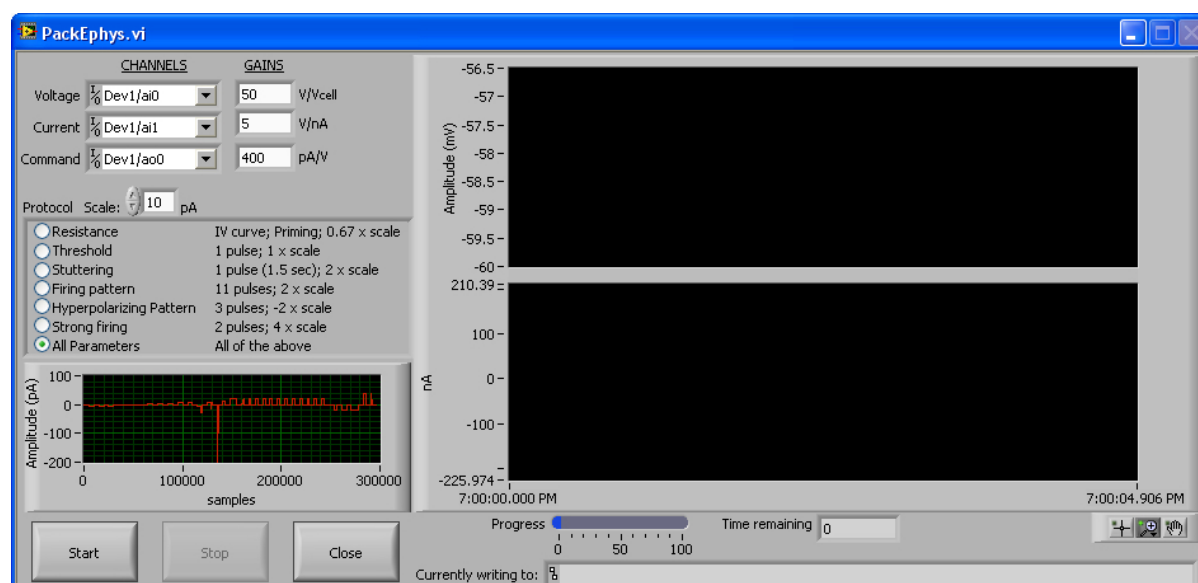 PackEphys.vi
CHANNELS GAINS
Voltage I/O Dev1/ai0 50 V/Vcell
Current I/O Dev1/ai1 5 V/nA
Command I/O Dev1/ao0 400 pA/V
Protocol Scale: 10 pA
Resistance IV curve; Priming; 0.67 x scale
Threshold 1 pulse; 1 x scale
Stuttering 1 pulse (1.5 sec); 2 x scale
Firing pattern 11 pulses; 2 x scale
Hyperpolarizing Pattern 3 pulses; -2 x scale
Strong firing 2 pulses; 4 x scale
All Parameters All of the above
Amplitude (pA)
100
0
-100
-200
0 100000 200000 300000
samples
Start Stop Close
Amplitude (mV)
-56.5
-57
-57.5
-58
-58.5
-59
-59.5
-60
nA
210.39
100
0
-100
-225.974
7:00:00.000 PM 7:00:04.906 PM
Progress
0 50 100
Time remaining 0
Currently writing to: